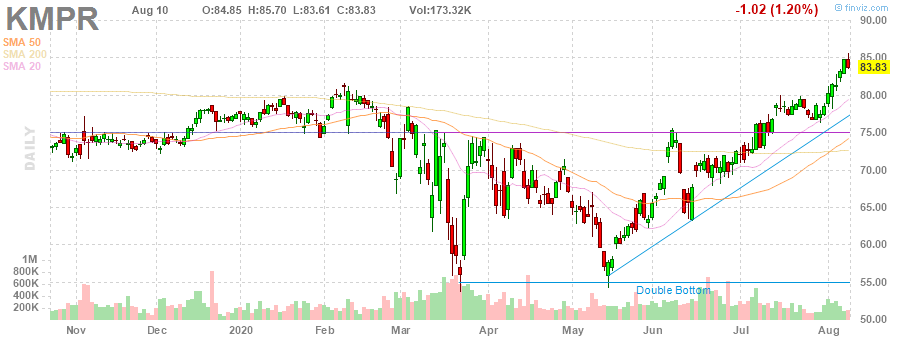 KMPR Aug 10 O:84.85 H:85.70 L:83.61 C:83.83 Vol:173.32K -1.02 (1.20%) © finviz.com
SMA 50
SMA 200
SMA 20
DAILY
90.00
85.00
83.83
80.00
75.00
70.00
65.00
60.00
55.00
50.00
1M
800K
600K
400K
200K
Double Bottom
Nov Dec 2020 Feb Mar Apr May Jun Jul Aug